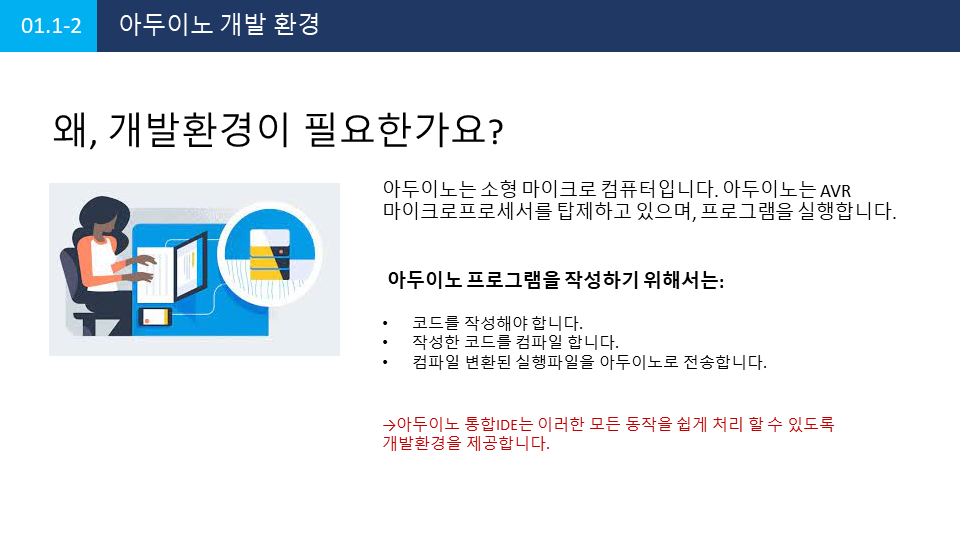 01.1-2
아두이노 개발 환경
왜, 개발환경이 필요한가요?
아두이노는 소형 마이크로 컴퓨터입니다. 아두이노는 AVR
마이크로프로세서를 탑제하고 있으며, 프로그램을 실행합니다.
아두이노 프로그램을 작성하기 위해서는:
• 코드를 작성해야 합니다.
• 작성한 코드를 컴파일 합니다.
• 컴파일 변환된 실행파일을 아두이노로 전송합니다.
→아두이노 통합IDE는 이러한 모든 동작을 쉽게 처리 할 수 있도록
개발환경을 제공합니다.